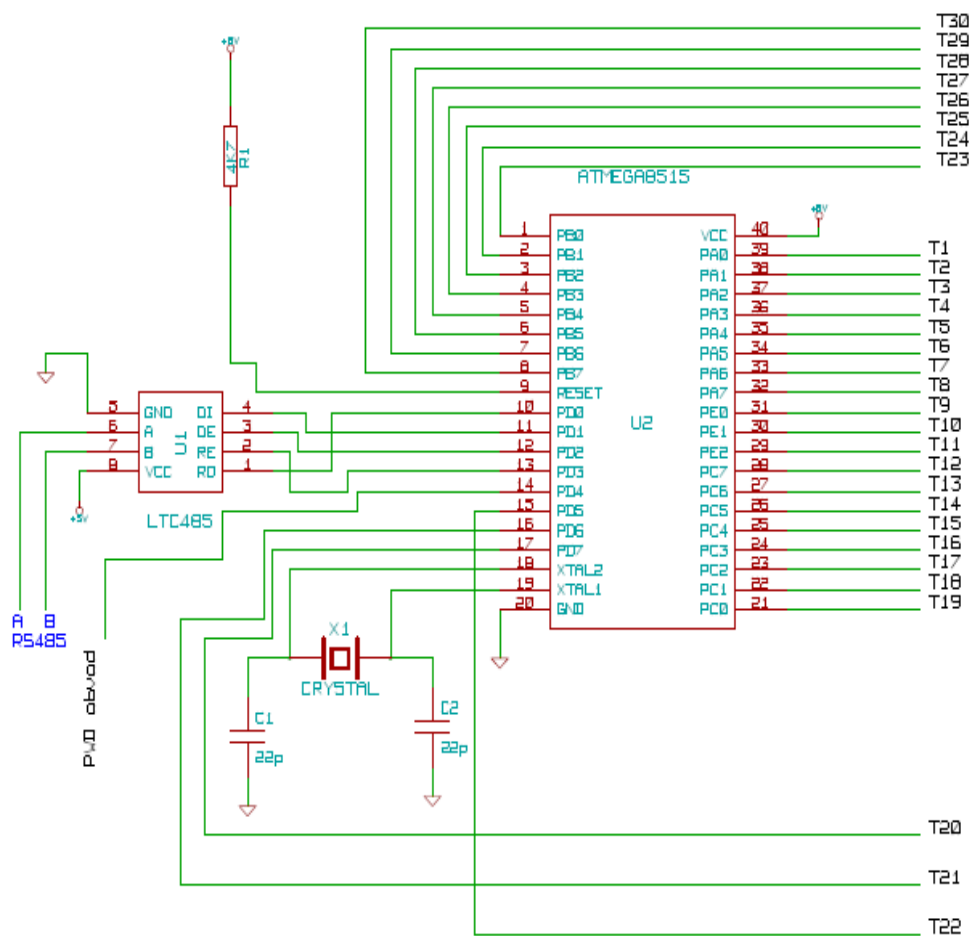 T30
T29
T28
T27
T26
T25
T24
T23
+5V
4K7
R1
ATMEGA8515
+5V
1 PB0 VCC 40
2 PB1 PA0 39 T1
3 PB2 PA1 38 T2
4 PB3 PA2 37 T3
5 PB4 PA3 36 T4
6 PB5 PA4 35 T5
7 PB6 PA5 34 T6
8 PB7 PA6 33 T7
9 RESET PA7 32 T8
10 PD0 PE0 31 T9
11 PD1 PE1 30 T10
12 PD2 PE2 29 T11
13 PD3 PC7 28 T12
14 PD4 PC6 27 T13
15 PD5 PC5 26 T14
16 PD6 PC4 25 T15
17 PD7 PC3 24 T16
18 XTAL2 PC2 23 T17
19 XTAL1 PC1 22 T18
20 GND PC0 21 T19
U2
5 GND DI 4
6 A DE 3
7 B RE 2
8 VCC RO 1
U1
+5V
LTC485
A B
RS485
PWD obvod
X1
CRYSTAL
C1
22p
C2
22p
T20
T21
T22